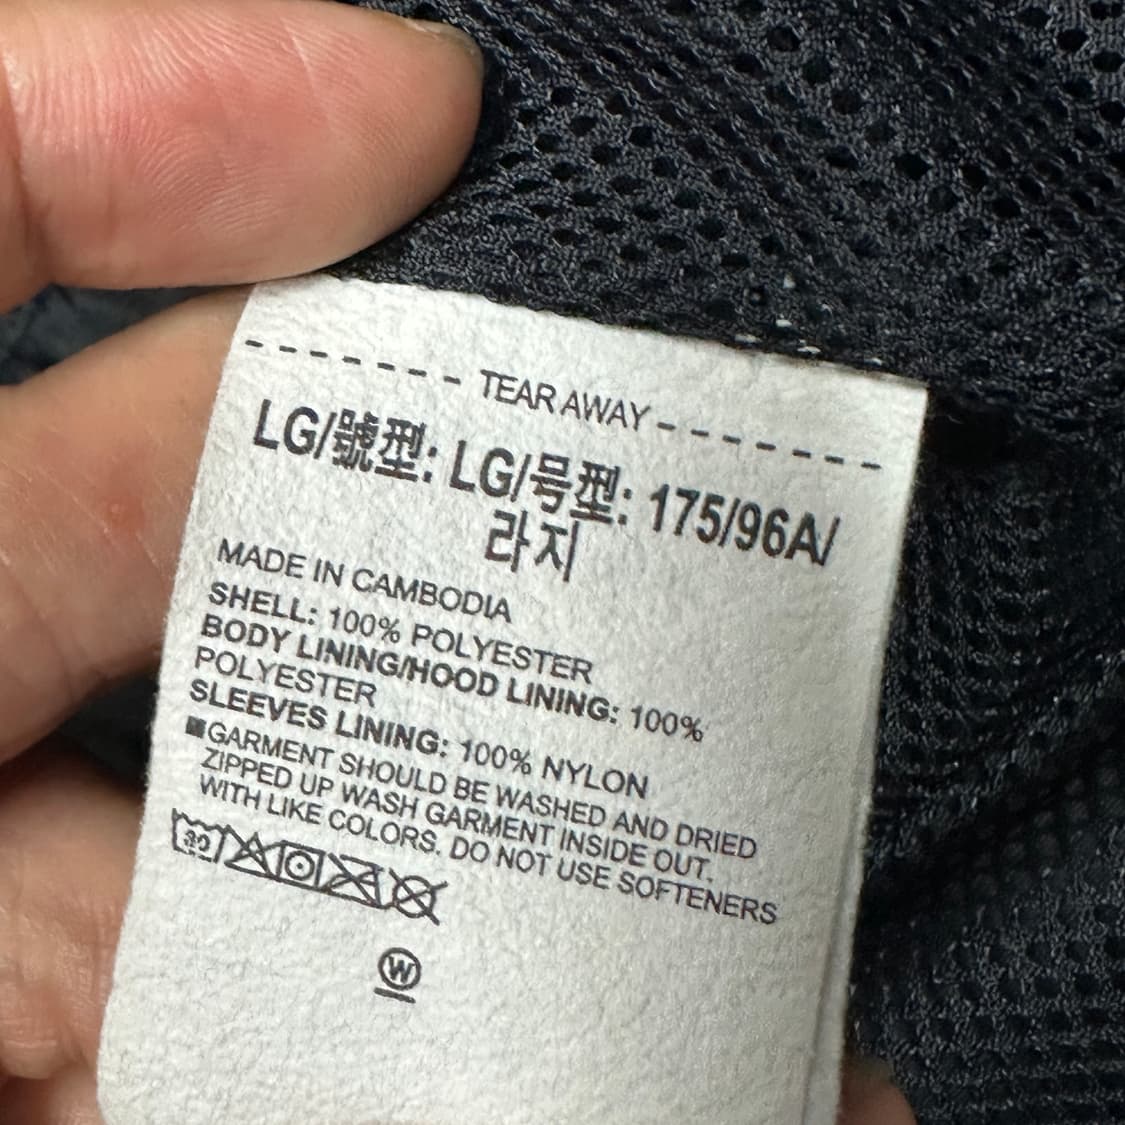 ------- TEAR AWAY -------
LG/號型: LG/号型: 175/96A/
라지
MADE IN CAMBODIA
SHELL: 100% POLYESTER
BODY LINING/HOOD LINING: 100%
POLYESTER
SLEEVES LINING: 100% NYLON
■GARMENT SHOULD BE WASHED AND DRIED
ZIPPED UP WASH GARMENT INSIDE OUT.
WITH LIKE COLORS. DO NOT USE SOFTENERS
30
W